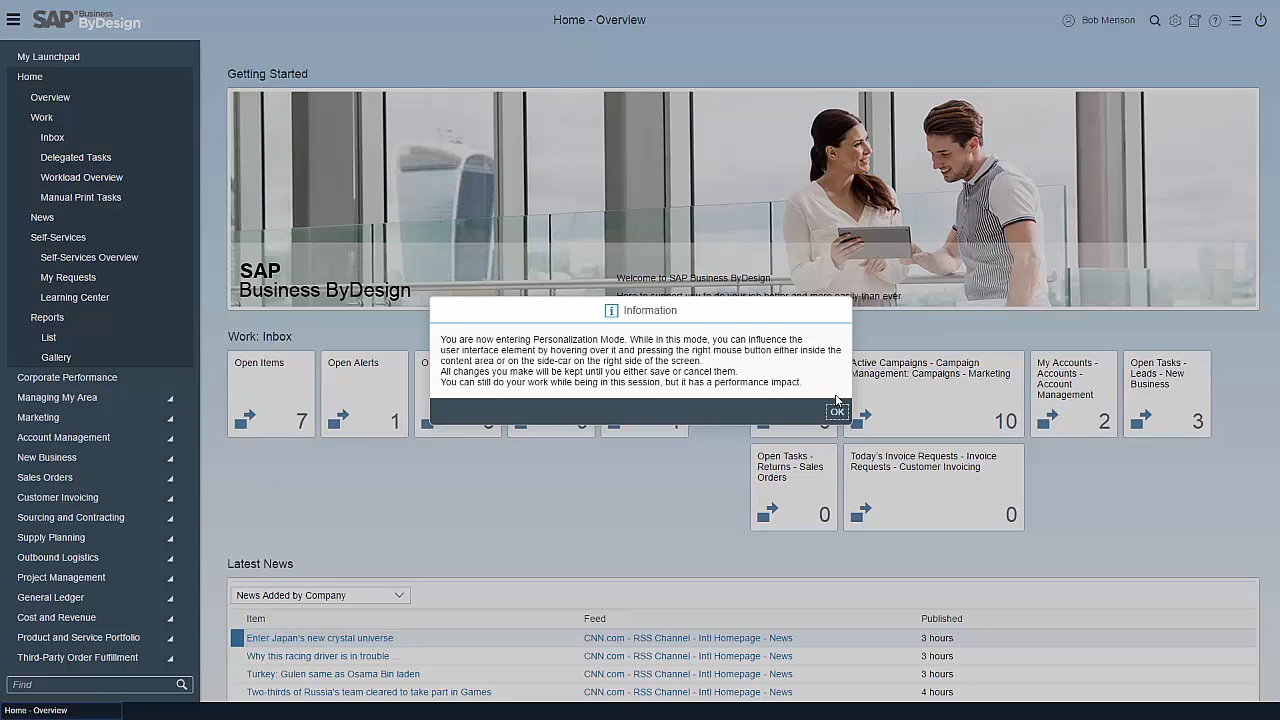 SAP Business ByDesign
Home - Overview
Bob Menson
My Launchpad
Home
Overview
Work
Inbox
Delegated Tasks
Workload Overview
Manual Print Tasks
News
Self-Services
Self-Services Overview
My Requests
Learning Center
Reports
List
Gallery
Corporate Performance
Managing My Area
Marketing
Account Management
New Business
Sales Orders
Customer Invoicing
Sourcing and Contracting
Supply Planning
Outbound Logistics
Project Management
General Ledger
Cost and Revenue
Product and Service Portfolio
Third-Party Order Fulfillment
Find
Home - Overview
Getting Started
SAP
Business ByDesign
Welcome to SAP Business ByDesign
Here to support you to do your job better and more easily than ever
Information
You are now entering Personalization Mode. While in this mode, you can influence the
user interface element by hovering over it and pressing the right mouse button either inside the
content area or on the side-car on the right side of the screen.
All changes you make will be kept until you either save or cancel them.
You can still do your work while being in this session, but it has a performance impact.
OK
Work: Inbox
Open Items
7
Open Alerts
1
Active Campaigns - Campaign
Management: Campaigns - Marketing
10
My Accounts -
Accounts -
Account
Management
2
Open Tasks -
Leads - New
Business
3
Open Tasks -
Returns - Sales
Orders
0
Today's Invoice Requests - Invoice
Requests - Customer Invoicing
0
Latest News
News Added by Company
Item Feed Published
Enter Japan's new crystal universe CNN.com - RSS Channel - Intl Homepage - News 3 hours
Why this racing driver is in trouble ... CNN.com - RSS Channel - Intl Homepage - News 3 hours
Turkey: Gulen same as Osama Bin laden CNN.com - RSS Channel - Intl Homepage - News 3 hours
Two-thirds of Russia's team cleared to take part in Games CNN.com - RSS Channel - Intl Homepage - News 4 hours